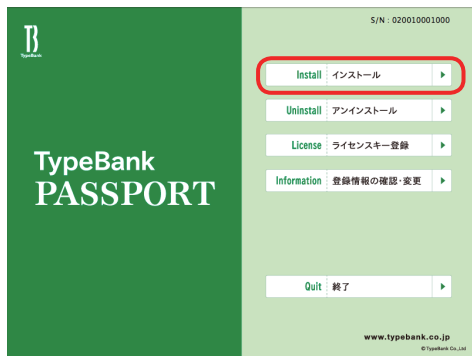 S/N : 020010001000
TB
TypeBank
Install インストール
Uninstall アンインストール
License ライセンスキー登録
Information 登録情報の確認・変更
TypeBank
PASSPORT
Quit 終了
www.typebank.co.jp
©TypeBank Co.,Ltd